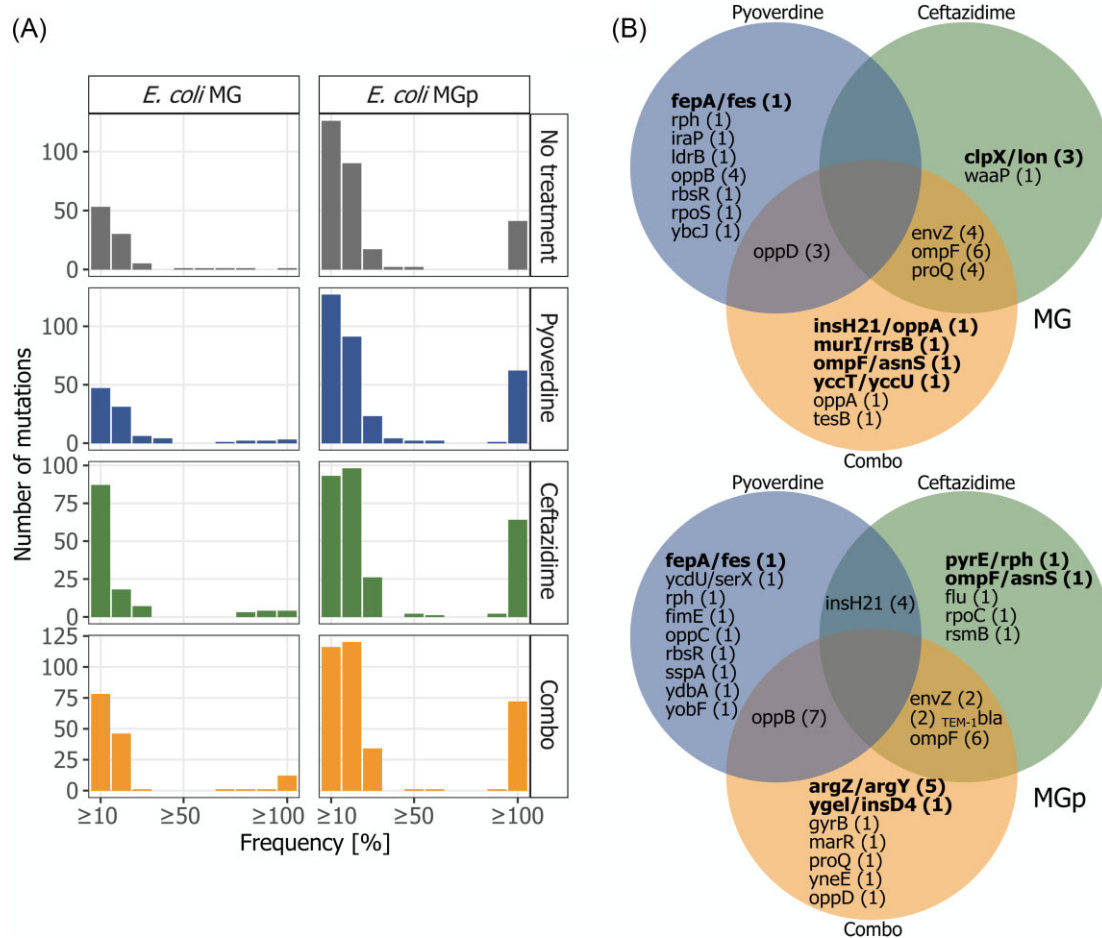 (A)
E. coli MG
E. coli MGp
No treatment
Pyoverdine
Ceftazidime
Combo
Number of mutations
100
50
0
100
50
0
100
75
50
25
0
125
100
75
50
25
0
≥10
≥50
≥100
≥10
≥50
≥100
Frequency [%]
(B)
Pyoverdine
Ceftazidime
fepA/fes (1)
rph (1)
iraP (1)
ldrB (1)
oppB (4)
rbsR (1)
rpoS (1)
ybcJ (1)
clpX/lon (3)
waaP (1)
oppD (3)
envZ (4)
ompF (6)
proQ (4)
MG
insH21/oppA (1)
murI/rrsB (1)
ompF/asnS (1)
yccT/yccU (1)
oppA (1)
tesB (1)
Combo
Pyoverdine
Ceftazidime
fepA/fes (1)
ycdU/serX (1)
rph (1)
fimE (1)
oppC (1)
rbsR (1)
sspA (1)
ydbA (1)
yobF (1)
insH21 (4)
pyrE/rph (1)
ompF/asnS (1)
flu (1)
rpoC (1)
rsmB (1)
oppB (7)
envZ (2)
(2) TEM-1bla
ompF (6)
MGp
argZ/argY (5)
ygeI/insD4 (1)
gyrB (1)
marR (1)
proQ (1)
yneE (1)
oppD (1)
Combo